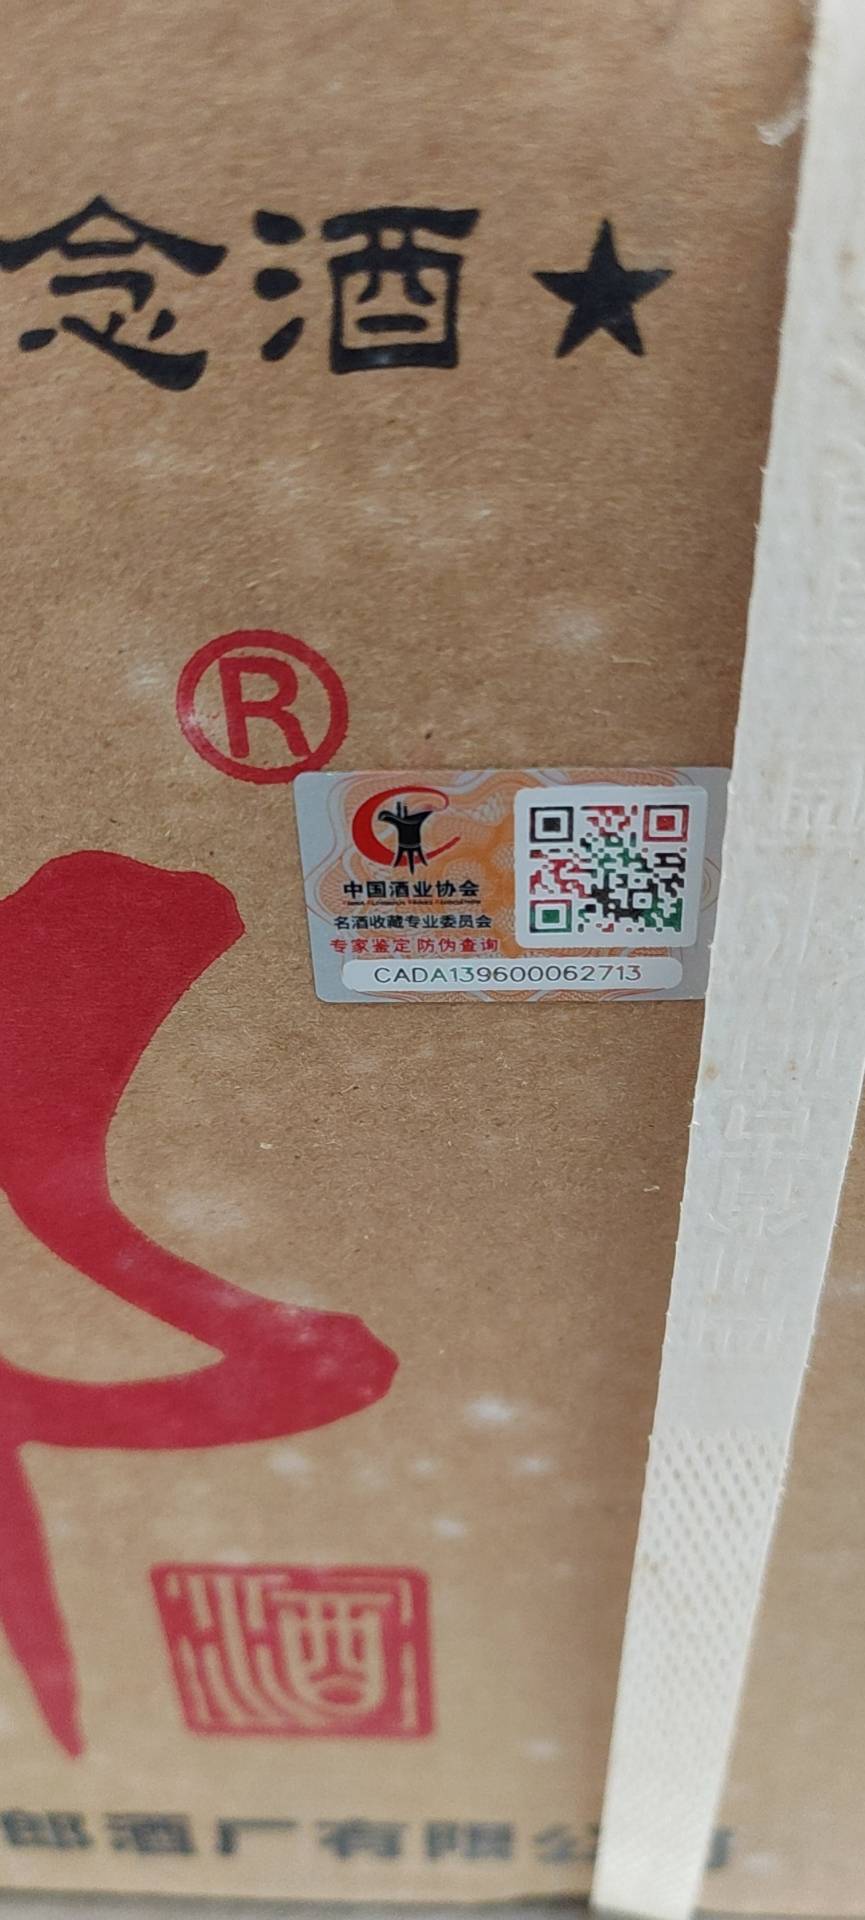 念酒★
®
中国酒业协会
名酒收藏专业委员会
专家鉴定 防伪查询
CADA139600062713
酒
郎酒厂有限公